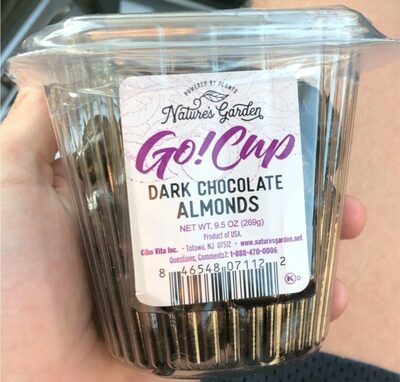 POWERED BY PLANTS
Nature's Garden
Go! Cup
DARK CHOCOLATE
ALMONDS
NET WT. 9.5 OZ (269g)
Product of USA.
Cibo Vita Inc. • Totowa, NJ 07512 • www.naturesgarden.net
Questions, Comments?: 1-888-470-0006
8 46548 07112 2
K D